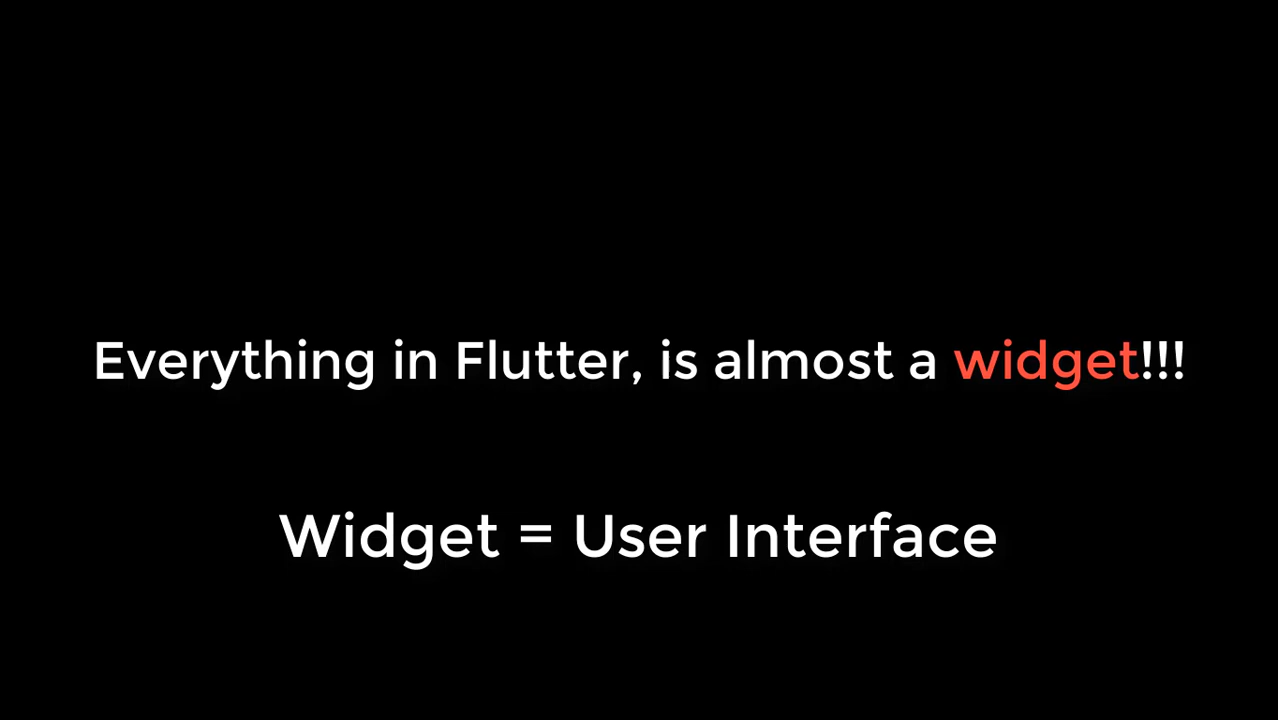 Everything in Flutter, is almost a widget!!!
Widget = User Interface